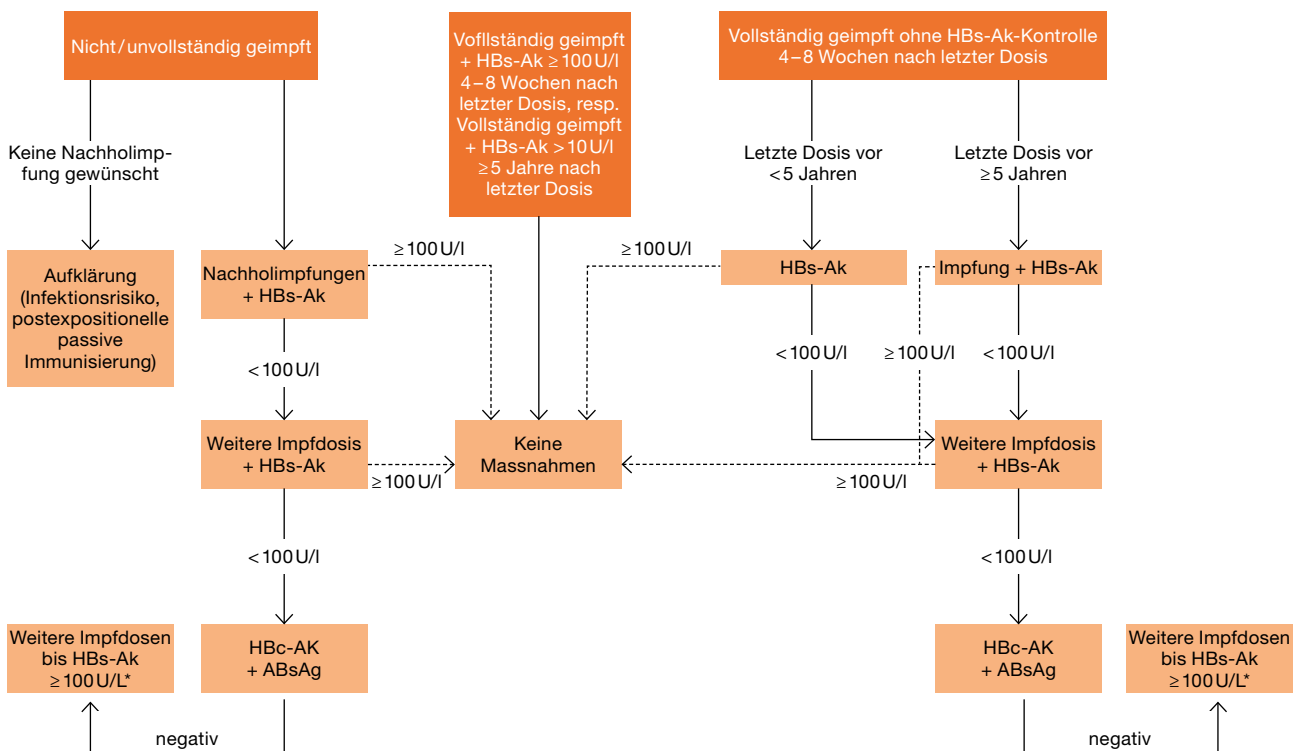 Nicht/unvollständig geimpft
Vofllständig geimpft
+ HBs-Ak ≥100 U/l
4–8 Wochen nach
letzter Dosis, resp.
Vollständig geimpft
+ HBs-Ak >10 U/l
≥5 Jahre nach
letzter Dosis
Vollständig geimpft ohne HBs-Ak-Kontrolle
4–8 Wochen nach letzter Dosis
Keine Nachholimp-
fung gewünscht
Letzte Dosis vor
<5 Jahren
Letzte Dosis vor
≥5 Jahren
Aufklärung
(Infektionsrisiko,
postexpositionelle
passive
Immunisierung)
Nachholimpfungen
+ HBs-Ak
≥100 U/l
≥100 U/l
HBs-Ak
Impfung + HBs-Ak
<100 U/l
<100 U/l
≥100 U/l
<100 U/l
Weitere Impfdosis
+ HBs-Ak
≥100 U/l
Keine
Massnahmen
≥100 U/l
Weitere Impfdosis
+ HBs-Ak
<100 U/l
<100 U/l
Weitere Impfdosen
bis HBs-Ak
≥100 U/L*
HBc-AK
+ ABsAg
HBc-AK
+ ABsAg
Weitere Impfdosen
bis HBs-Ak
≥100 U/L*
negativ
negativ